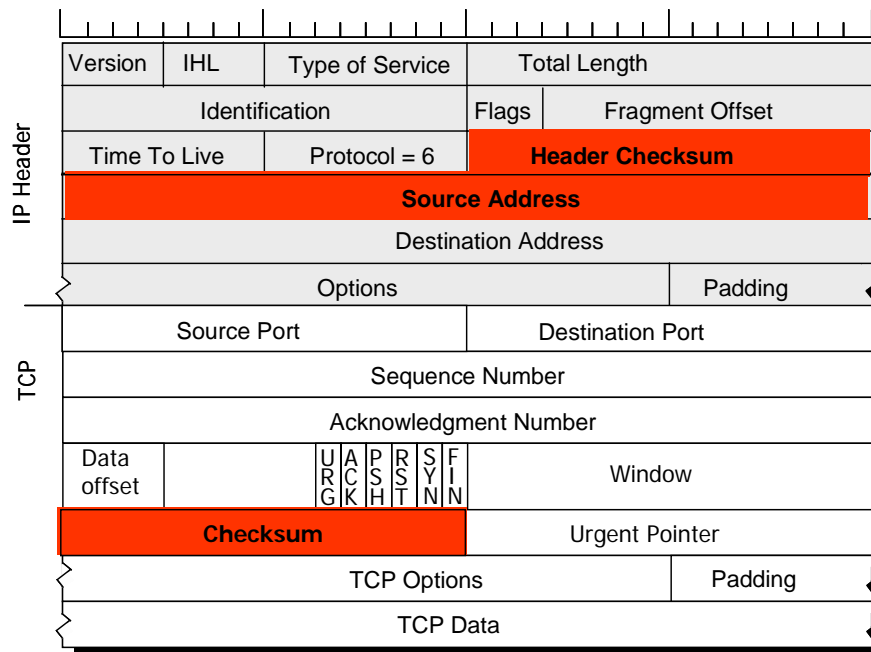 Version IHL Type of Service Total Length
Identification Flags Fragment Offset
Time To Live Protocol = 6 Header Checksum
Source Address
Destination Address
Options Padding
IP Header
Source Port Destination Port
Sequence Number
Acknowledgment Number
Data offset URG ACK PSH RST SYN FIN Window
Checksum Urgent Pointer
TCP Options Padding
TCP Data
TCP